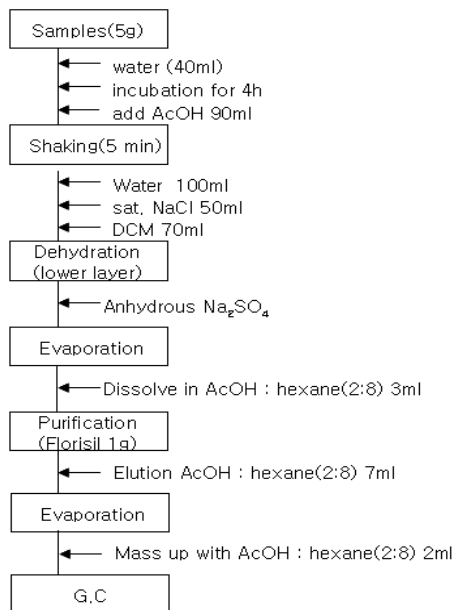 Samples(5g)
water (40ml)
incubation for 4h
add AcOH 90ml
Shaking(5 min)
Water 100ml
sat. NaCl 50ml
DCM 70ml
Dehydration
(lower layer)
Anhydrous Na₂SO₄
Evaporation
Dissolve in AcOH : hexane(2:8) 3ml
Purification
(Florisil 1g)
Elution AcOH : hexane(2:8) 7ml
Evaporation
Mass up with AcOH : hexane(2:8) 2ml
G.C